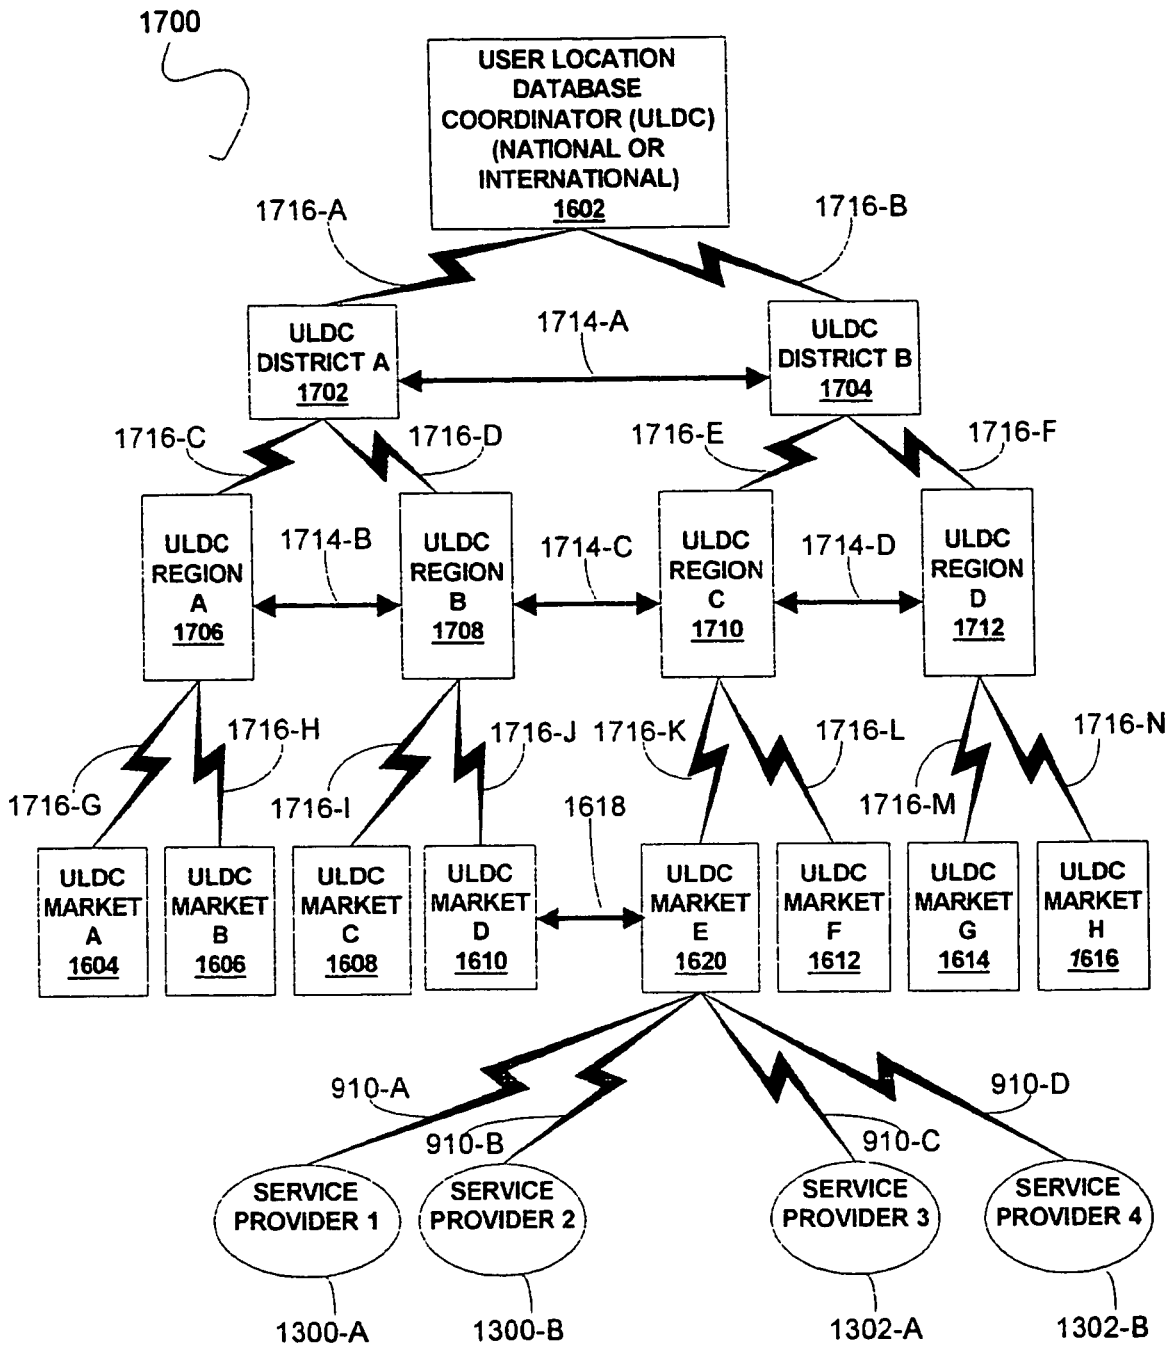 1700
USER LOCATION
DATABASE
COORDINATOR (ULDC)
(NATIONAL OR
INTERNATIONAL)
1602
1716-A
1716-B
ULDC
DISTRICT A
1702
1714-A
ULDC
DISTRICT B
1704
1716-C
1716-D
1716-E
1716-F
ULDC
REGION
A
1706
1714-B
ULDC
REGION
B
1708
1714-C
ULDC
REGION
C
1710
1714-D
ULDC
REGION
D
1712
1716-G
1716-H
1716-I
1716-J
1716-K
1716-L
1716-M
1716-N
1618
ULDC
MARKET
A
1604
ULDC
MARKET
B
1606
ULDC
MARKET
C
1608
ULDC
MARKET
D
1610
ULDC
MARKET
E
1620
ULDC
MARKET
F
1612
ULDC
MARKET
G
1614
ULDC
MARKET
H
1616
910-A
910-B
910-C
910-D
SERVICE
PROVIDER 1
SERVICE
PROVIDER 2
SERVICE
PROVIDER 3
SERVICE
PROVIDER 4
1300-A
1300-B
1302-A
1302-B